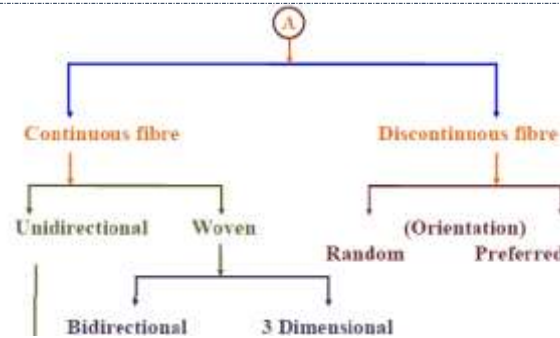 A
Continuous fibre Discontinuous fibre
Unidirectional Woven (Orientation)
Random Preferred
Bidirectional 3 Dimensional